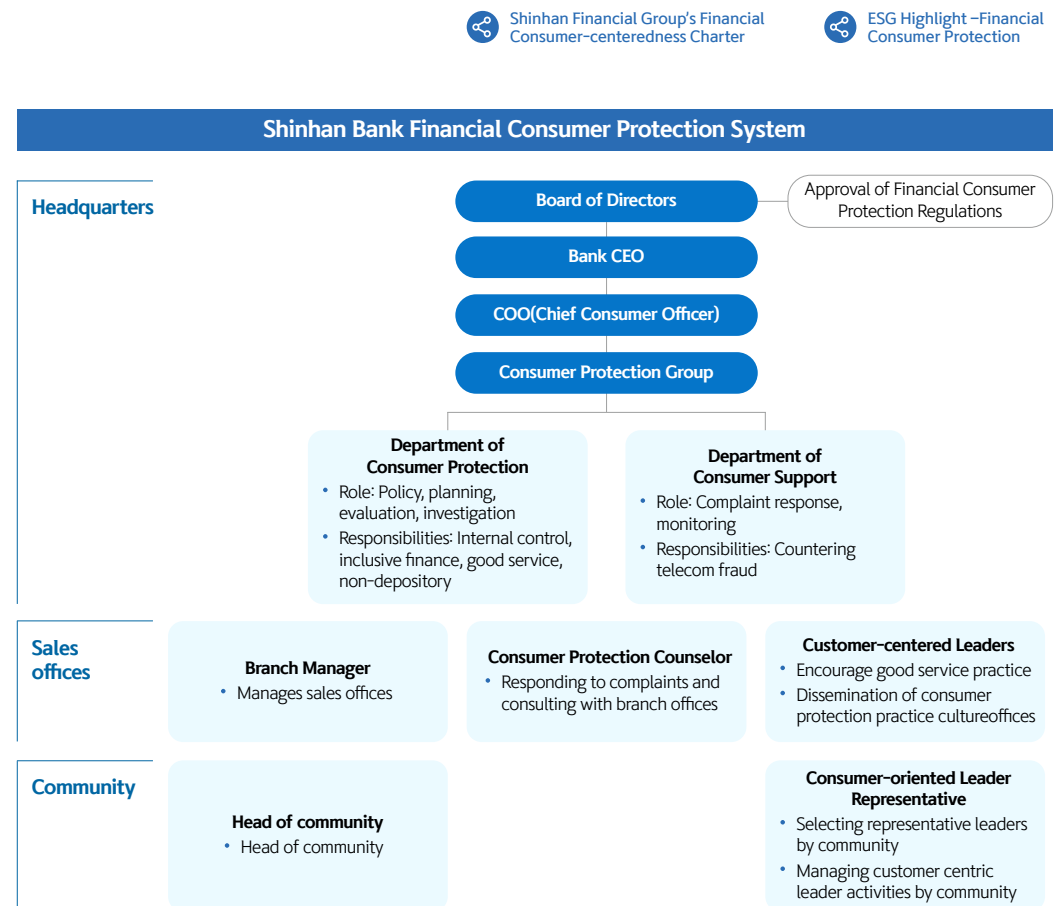 Shinhan Financial Group's Financial
Consumer-centeredness Charter
ESG Highlight –Financial
Consumer Protection
Shinhan Bank Financial Consumer Protection System
Headquarters
Board of Directors
Approval of Financial Consumer
Protection Regulations
Bank CEO
COO(Chief Consumer Officer)
Consumer Protection Group
Department of
Consumer Protection
• Role: Policy, planning,
evaluation, investigation
• Responsibilities: Internal control,
inclusive finance, good service,
non-depository
Department of
Consumer Support
• Role: Complaint response,
monitoring
• Responsibilities: Countering
telecom fraud
Sales
offices
Branch Manager
• Manages sales offices
Consumer Protection Counselor
• Responding to complaints and
consulting with branch offices
Customer-centered Leaders
• Encourage good service practice
• Dissemination of consumer
protection practice cultureoffices
Community
Head of community
• Head of community
Consumer-oriented Leader
Representative
• Selecting representative leaders
by community
• Managing customer centric
leader activities by community